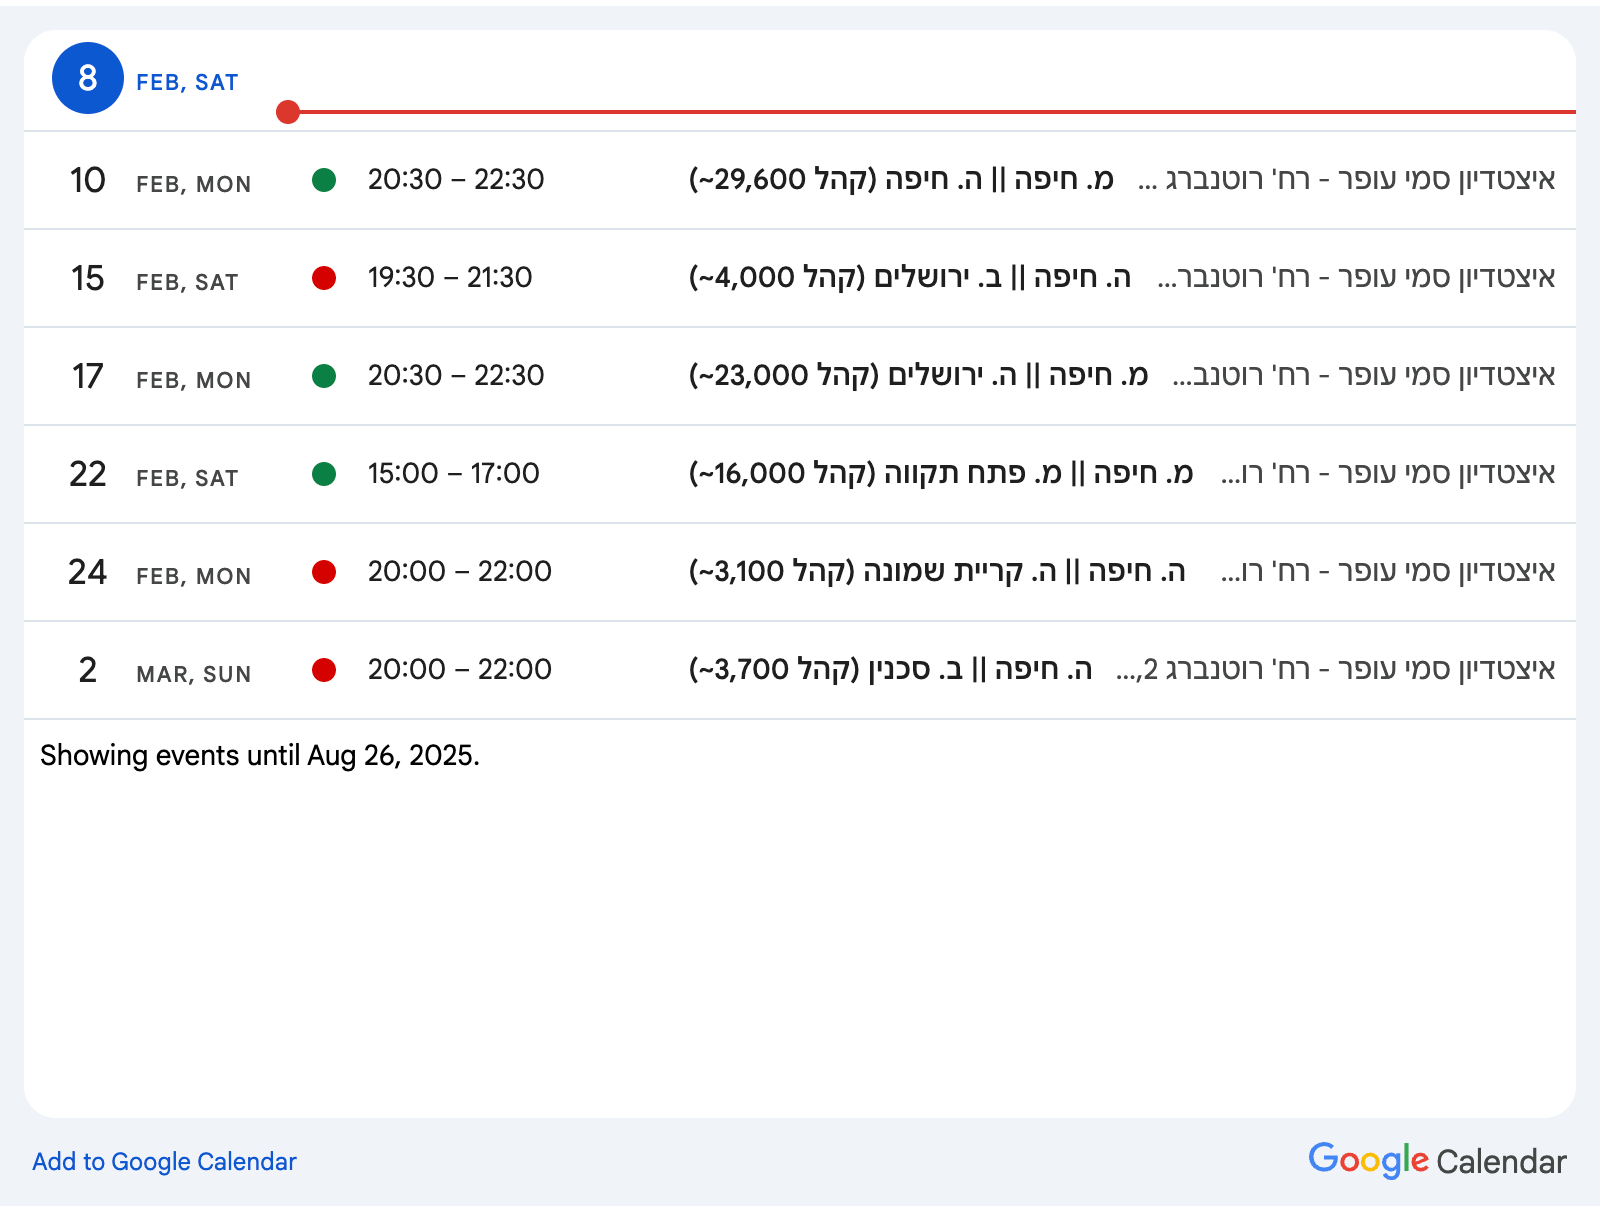 8 FEB, SAT
10 FEB, MON 20:30 – 22:30 מ. חיפה || ה. חיפה (קהל 29,600~) איצטדיון סמי עופר - רח' רוטנברג ...
15 FEB, SAT 19:30 – 21:30 ה. חיפה || ב. ירושלים (קהל 4,000~) איצטדיון סמי עופר - רח' רוטנבר...
17 FEB, MON 20:30 – 22:30 מ. חיפה || ה. ירושלים (קהל 23,000~) איצטדיון סמי עופר - רח' רוטנב...
22 FEB, SAT 15:00 – 17:00 מ. חיפה || מ. פתח תקווה (קהל 16,000~) איצטדיון סמי עופר - רח' רו...
24 FEB, MON 20:00 – 22:00 ה. חיפה || ה. קריית שמונה (קהל 3,100~) איצטדיון סמי עופר - רח' רו...
2 MAR, SUN 20:00 – 22:00 ה. חיפה || ב. סכנין (קהל 3,700~) איצטדיון סמי עופר - רח' רוטנברג 2,...
Showing events until Aug 26, 2025.
Add to Google Calendar
Google Calendar